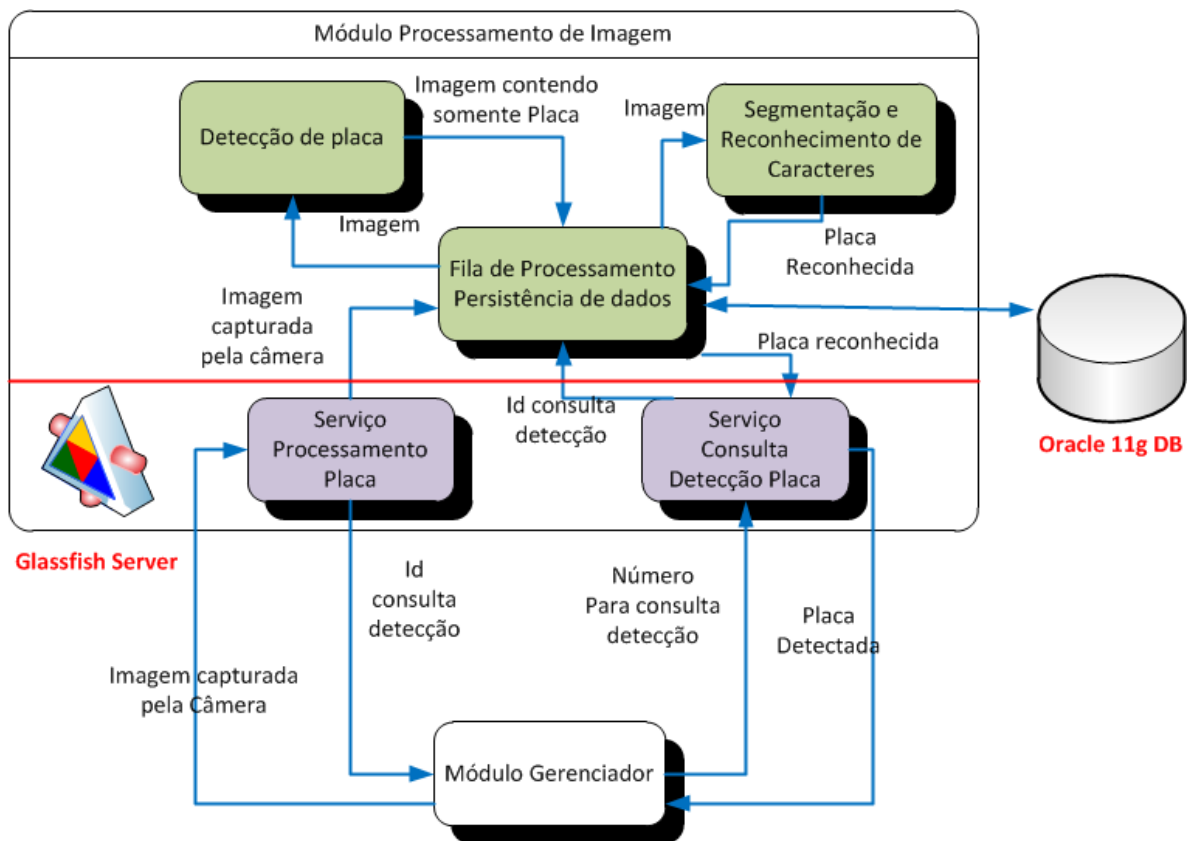 Módulo Processamento de Imagem
Imagem contendo
somente Placa
Detecção de placa
Imagem
Segmentação e
Reconhecimento de
Caracteres
Imagem
Placa
Reconhecida
Fila de Processamento
Persistência de dados
Imagem
capturada
pela câmera
Placa reconhecida
Id consulta
detecção
Serviço
Processamento
Placa
Serviço
Consulta
Detecção Placa
Oracle 11g DB
Glassfish Server
Id
consulta
detecção
Número
Para consulta
detecção
Placa
Detectada
Imagem capturada
pela Câmera
Módulo Gerenciador